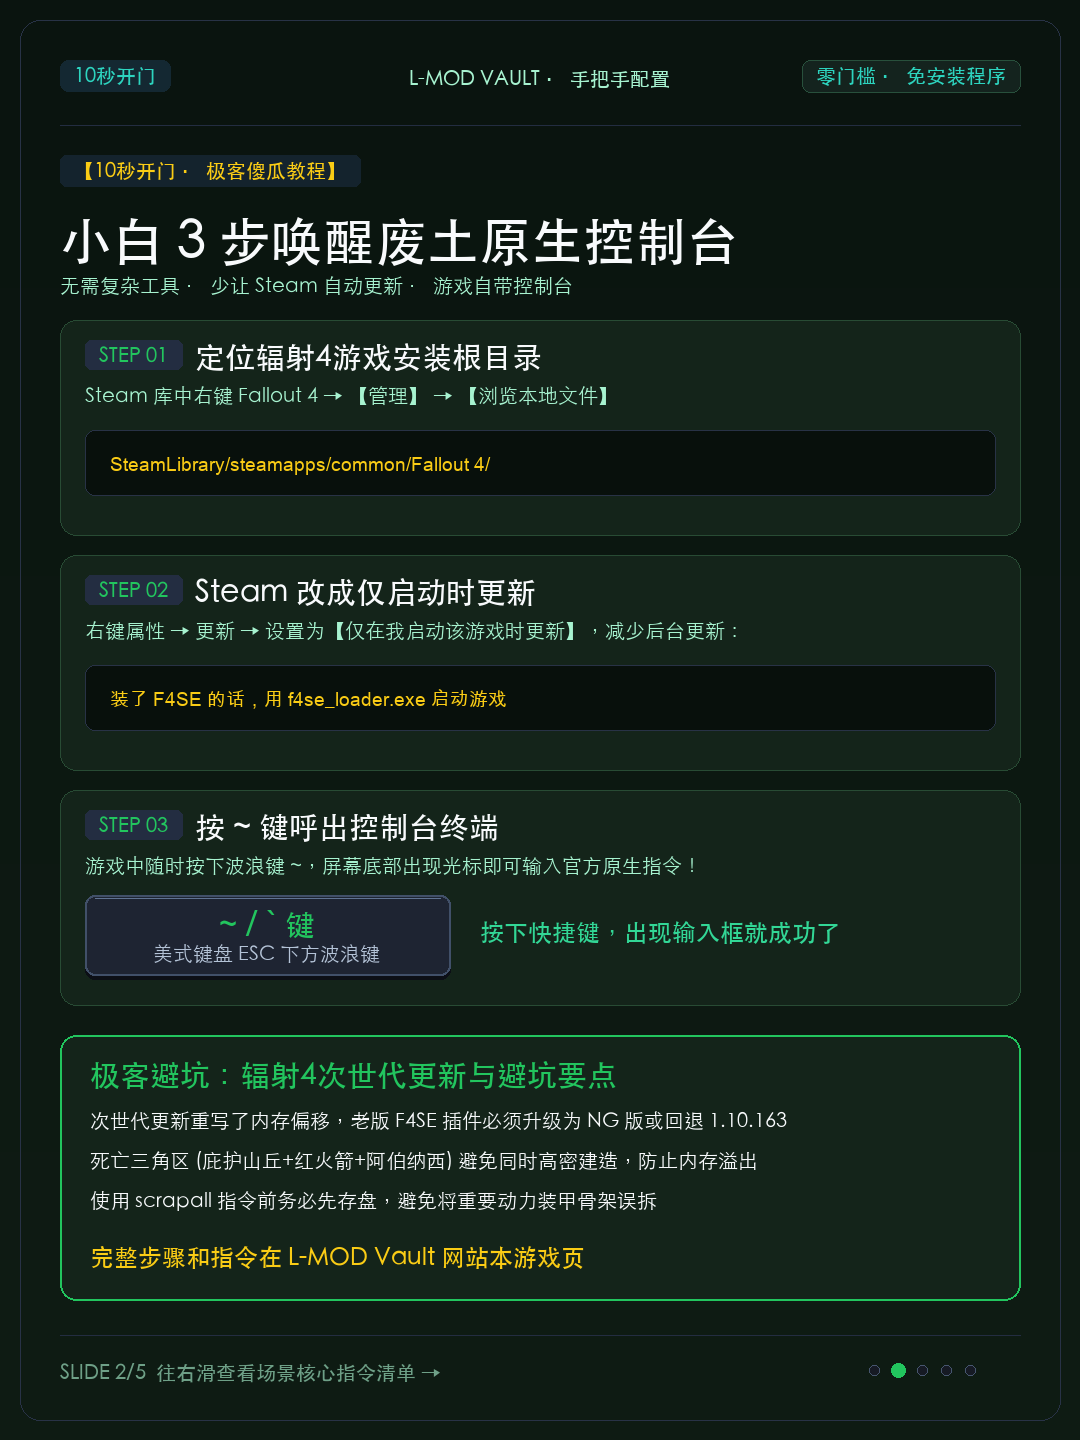 10秒开门
L-MOD VAULT · 手把手配置
零门槛 · 免安装程序
【10秒开门 · 极客傻瓜教程】
小白 3 步唤醒废土原生控制台
无需复杂工具 · 少让 Steam 自动更新 · 游戏自带控制台
STEP 01 定位辐射4游戏安装根目录
Steam 库中右键 Fallout 4 → 【管理】 → 【浏览本地文件】
SteamLibrary/steamapps/common/Fallout 4/
STEP 02 Steam 改成仅启动时更新
右键属性 → 更新 → 设置为【仅在我启动该游戏时更新】，减少后台更新：
装了 F4SE 的话，用 f4se_loader.exe 启动游戏
STEP 03 按 ~ 键呼出控制台终端
游戏中随时按下波浪键 ~，屏幕底部出现光标即可输入官方原生指令！
~ / ` 键
美式键盘 ESC 下方波浪键
按下快捷键，出现输入框就成功了
极客避坑：辐射4次世代更新与避坑要点
次世代更新重写了内存偏移，老版 F4SE 插件必须升级为 NG 版或回退 1.10.163
死亡三角区 (庇护山丘+红火箭+阿伯纳西) 避免同时高密建造，防止内存溢出
使用 scrapall 指令前务必先存盘，避免将重要动力装甲骨架误拆
完整步骤和指令在 L-MOD Vault 网站本游戏页
SLIDE 2/5 往右滑查看场景核心指令清单 →